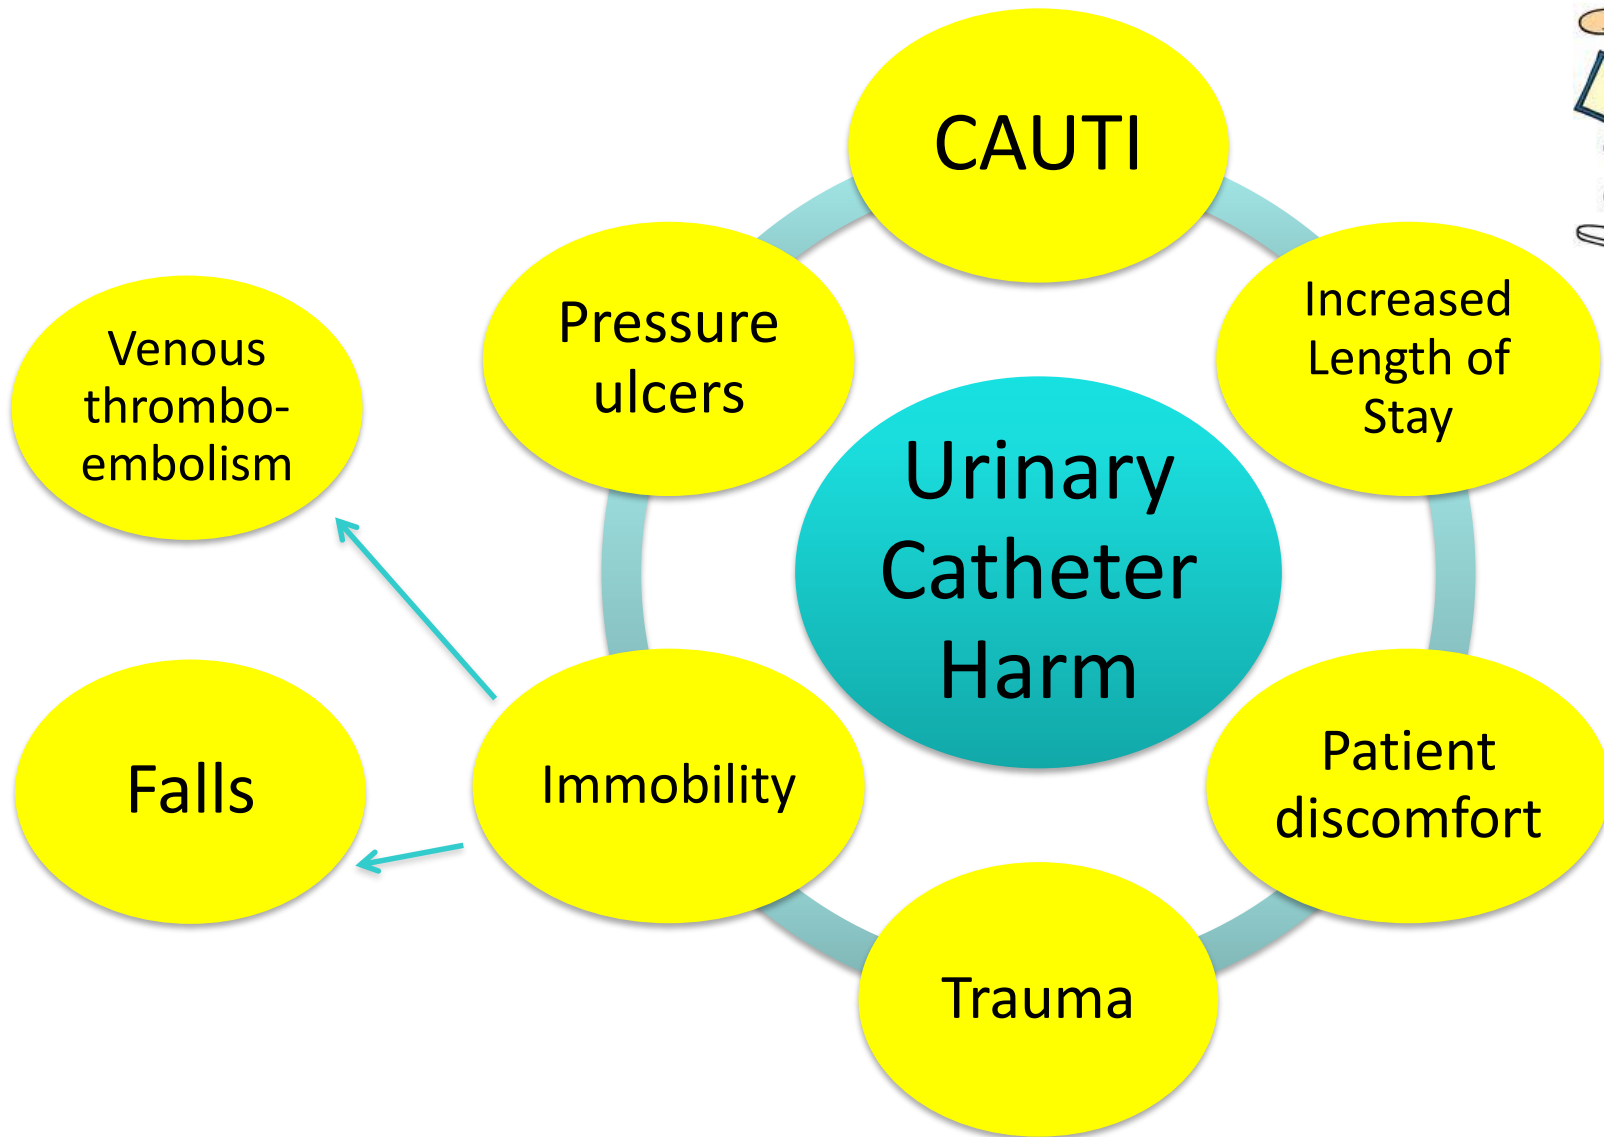 CAUTI
Increased
Length of
Stay
Patient
discomfort
Trauma
Immobility
Pressure
ulcers
Urinary
Catheter
Harm
Venous
thrombo-
embolism
Falls